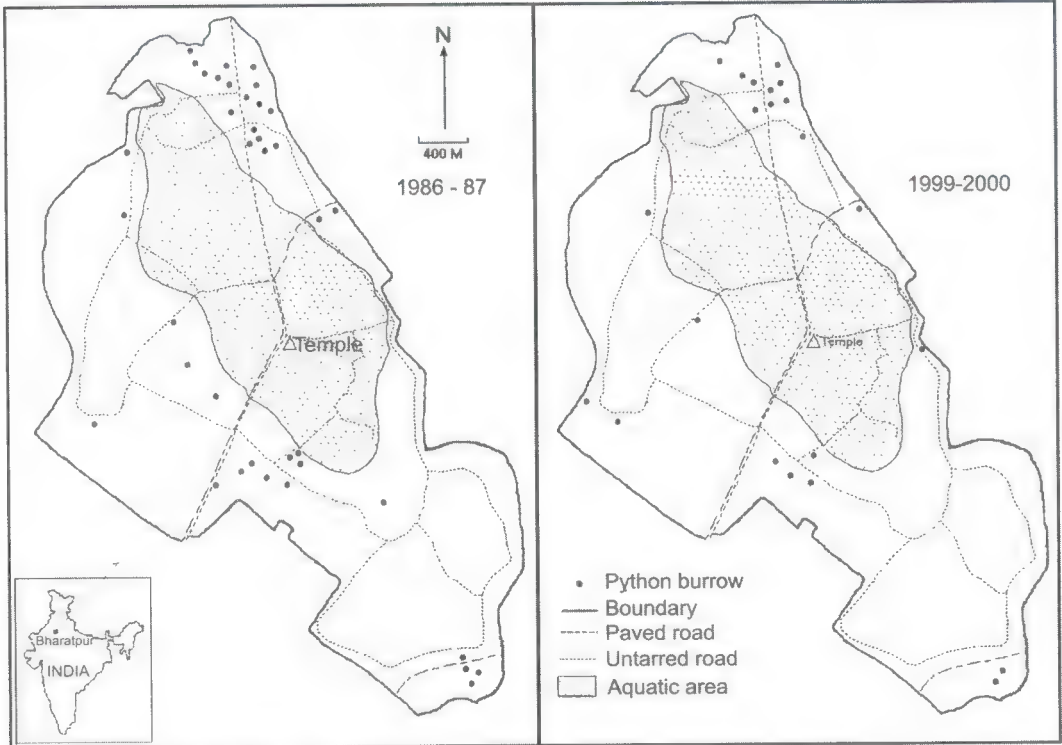 N
400 M
1986 - 87
Temple
Bharatpur
INDIA
1999-2000
Temple
Python burrow
Boundary
Paved road
Untarred road
Aquatic area